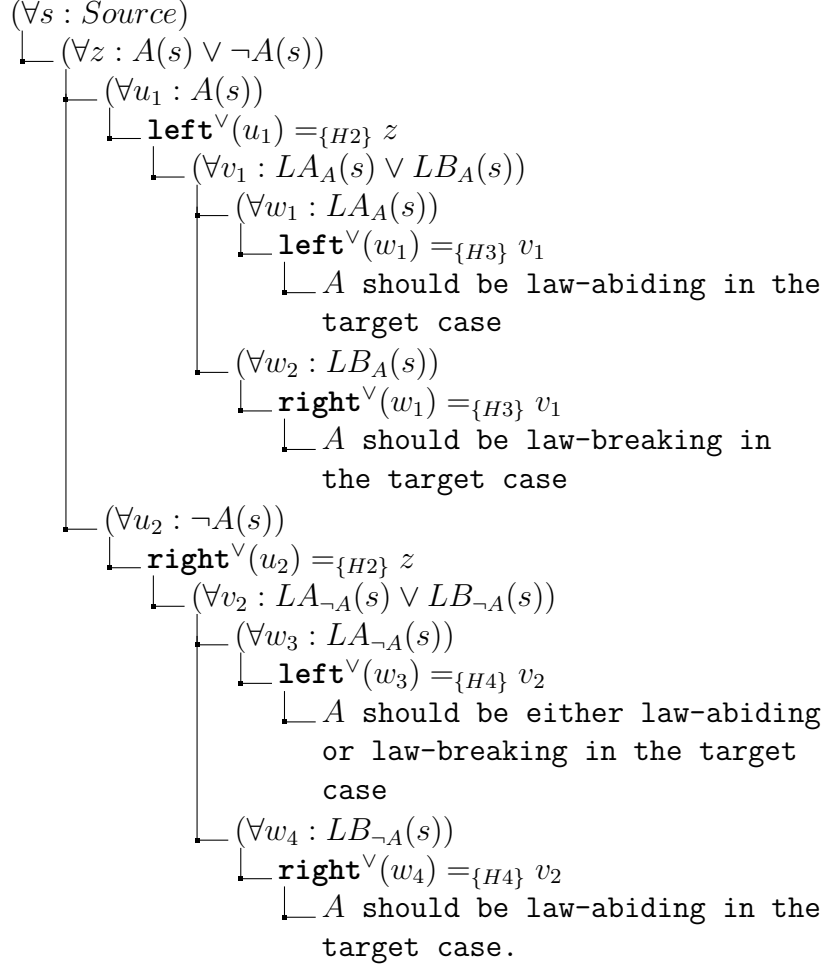 (∀s : Source)
(∀z : A(s) ∨ ¬A(s))
(∀u₁ : A(s))
left^∨(u₁) =_{H2} z
(∀v₁ : LA_A(s) ∨ LB_A(s))
(∀w₁ : LA_A(s))
left^∨(w₁) =_{H3} v₁
A should be law-abiding in the
target case
(∀w₂ : LB_A(s))
right^∨(w₁) =_{H3} v₁
A should be law-breaking in
the target case
(∀u₂ : ¬A(s))
right^∨(u₂) =_{H2} z
(∀v₂ : LA_¬A(s) ∨ LB_¬A(s))
(∀w₃ : LA_¬A(s))
left^∨(w₃) =_{H4} v₂
A should be either law-abiding
or law-breaking in the target
case
(∀w₄ : LB_¬A(s))
right^∨(w₄) =_{H4} v₂
A should be law-abiding in the
target case.